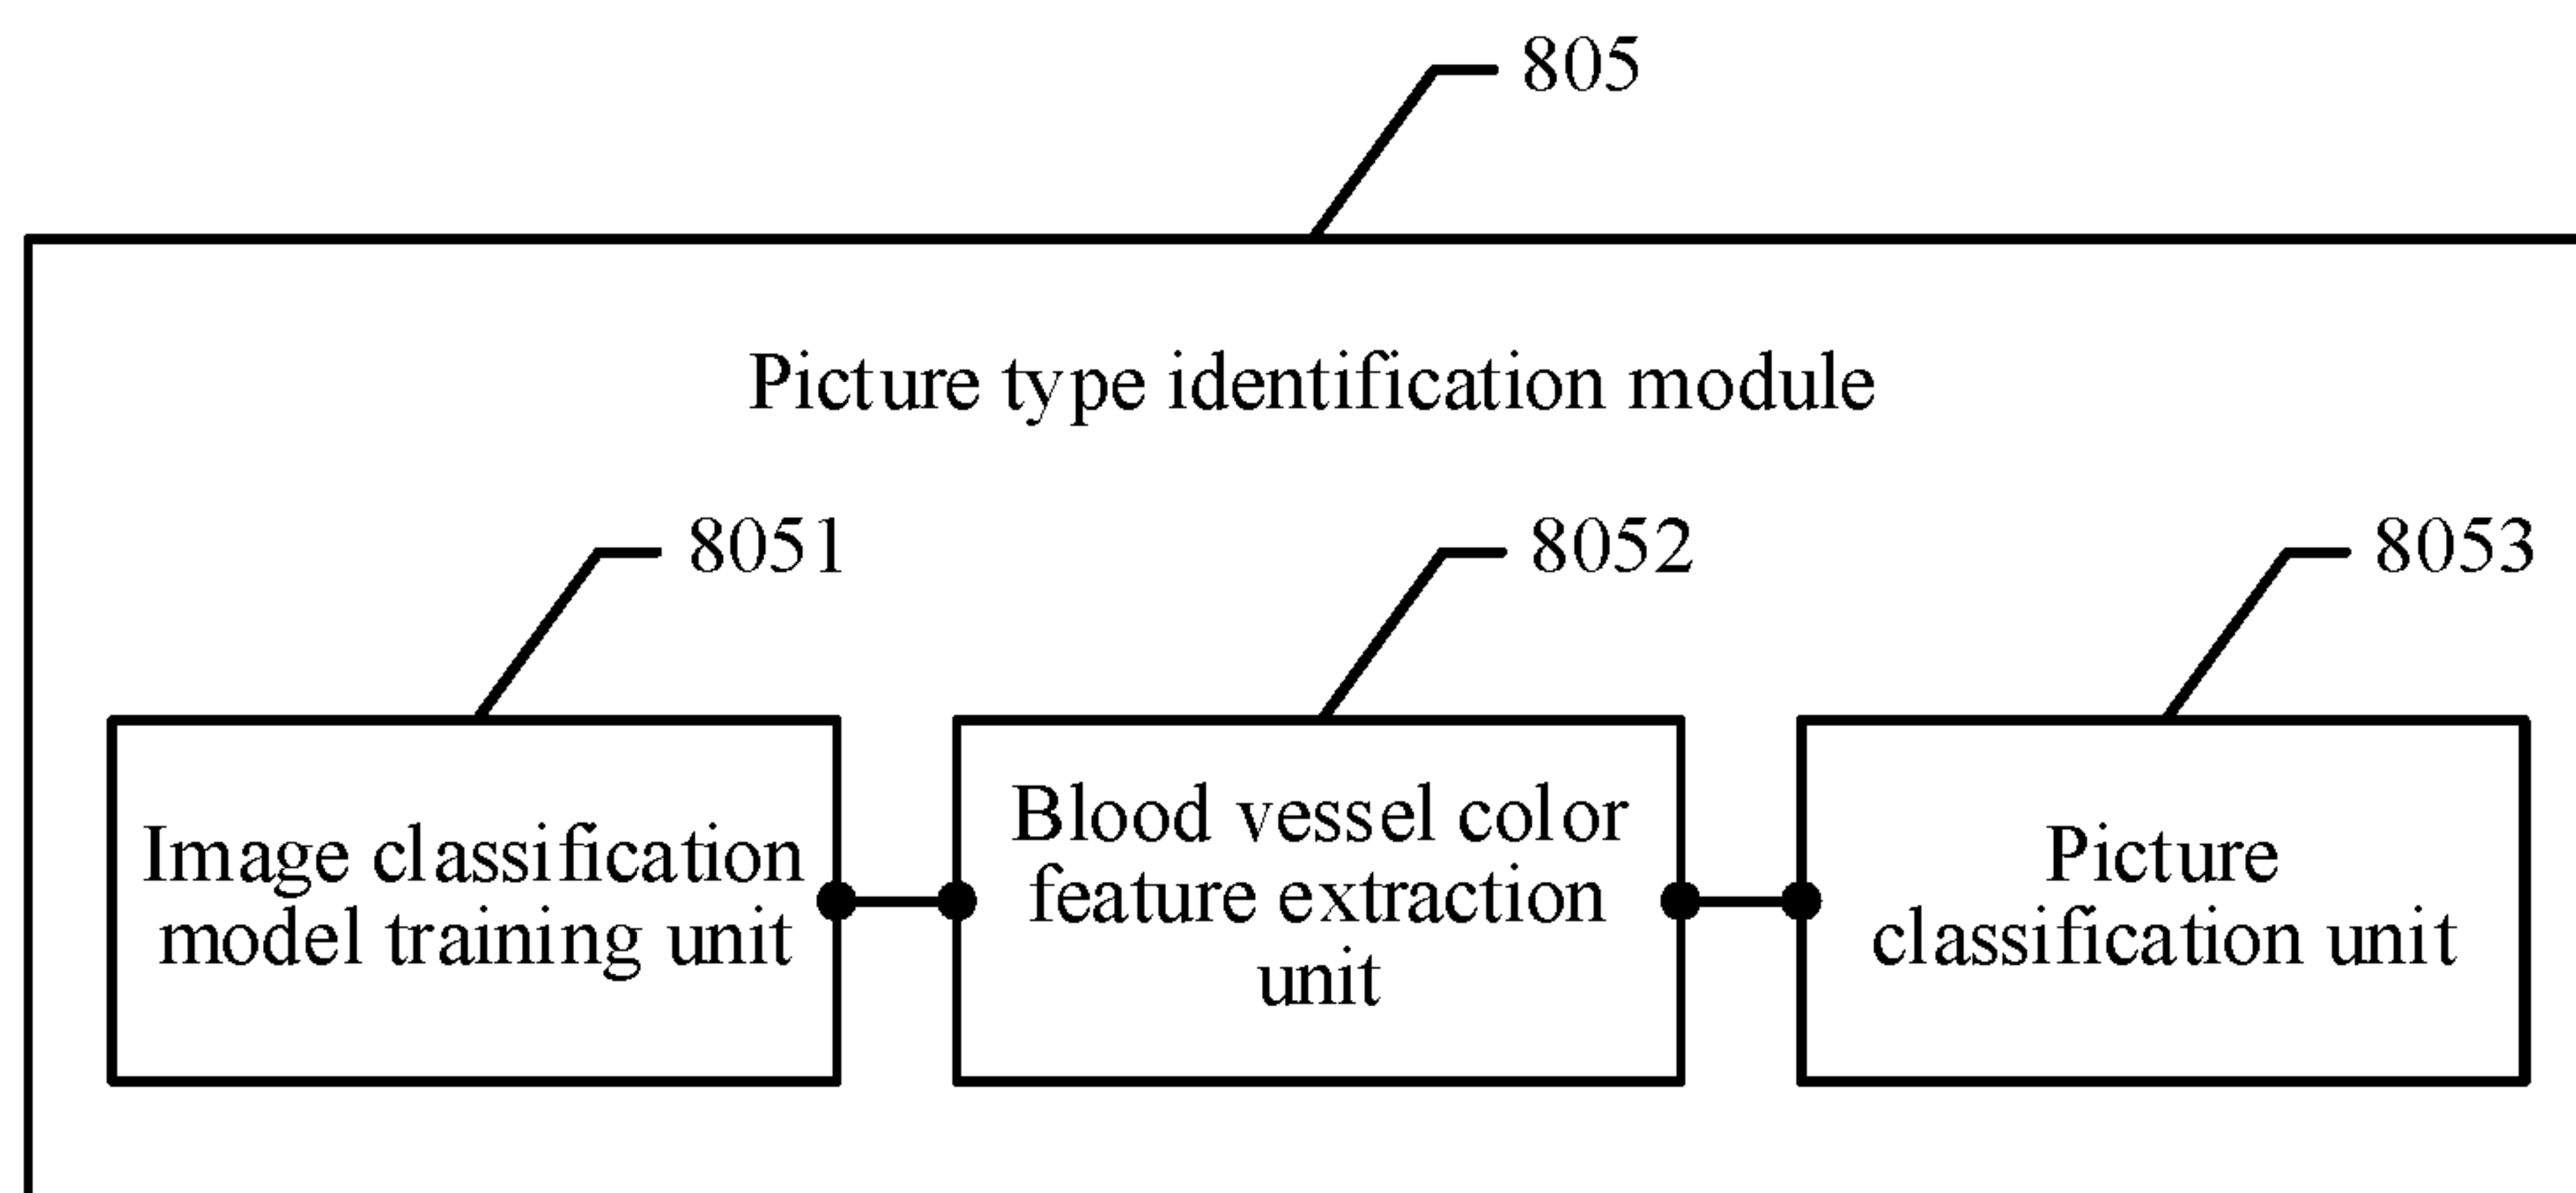 805
Picture type identification module
8051
8052
8053
Image classification
model training unit
Blood vessel color
feature extraction
unit
Picture
classification unit